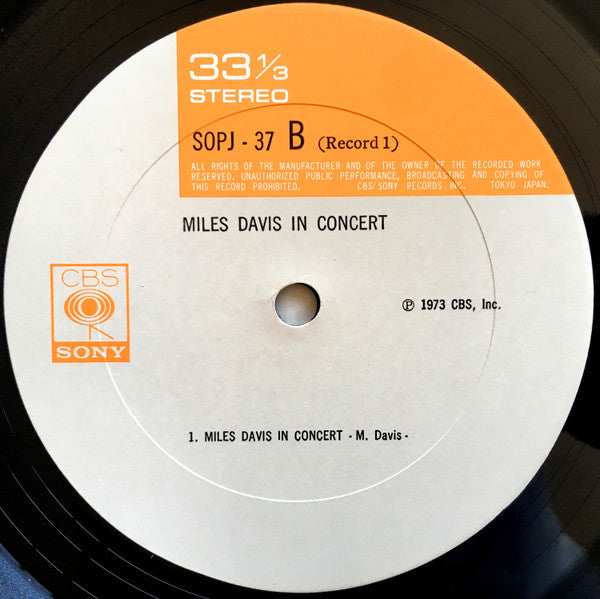 33 1/3
STEREO
SOPJ - 37 B (Record 1)
ALL RIGHTS OF THE MANUFACTURER AND OF THE OWNER OF THE RECORDED WORK
RESERVED. UNAUTHORIZED PUBLIC PERFORMANCE, BROADCASTING AND COPYING OF
THIS RECORD PROHIBITED. CBS/SONY RECORDS INC. TOKYO JAPAN.
MILES DAVIS IN CONCERT
CBS
SONY
℗ 1973 CBS, Inc.
1. MILES DAVIS IN CONCERT - M. Davis -